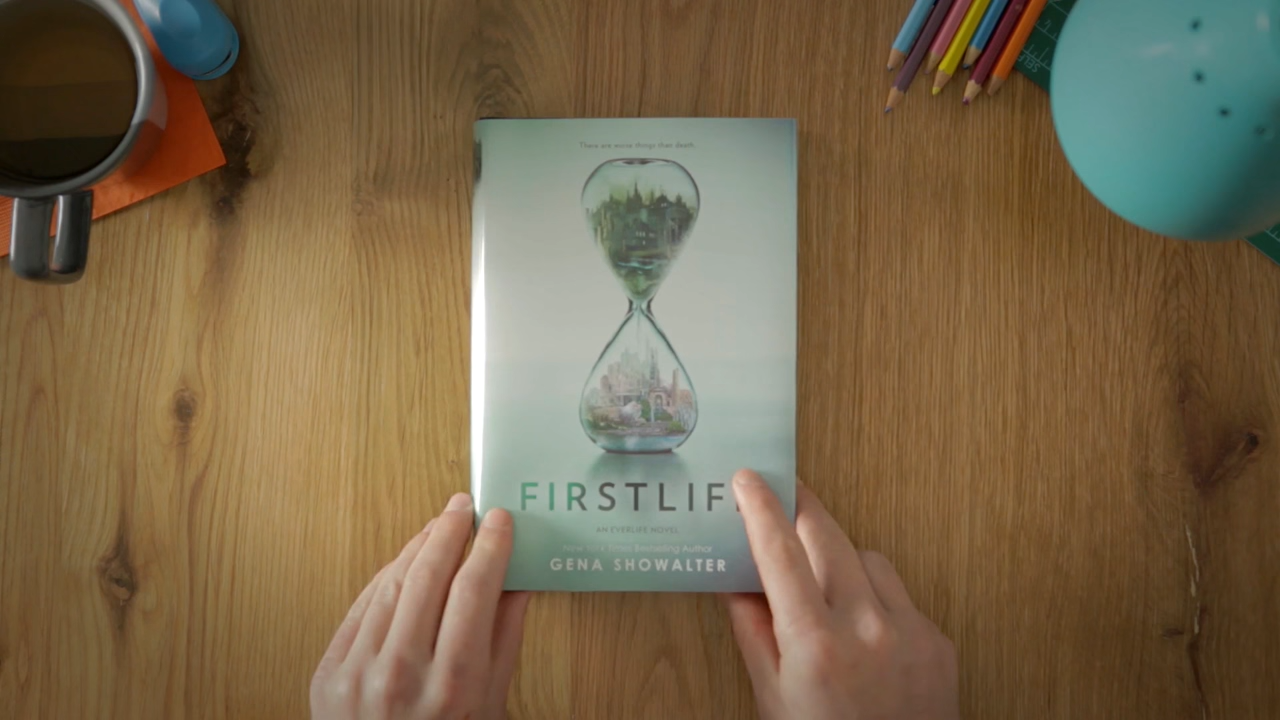 There are worse things than death.
FIRSTLIF
AN EVERLIFE NOVEL
New York Times Bestselling Author
GENA SHOWALTER